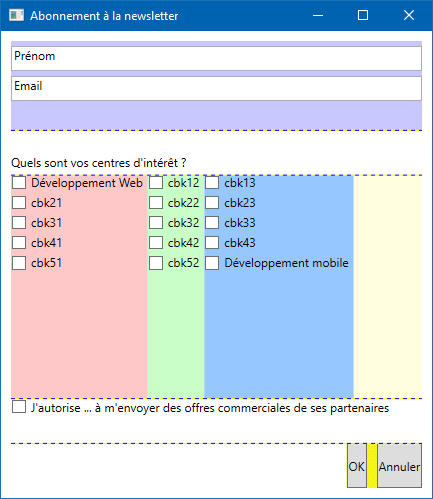 Abonnement à la newsletter
Prénom
Email
Quels sont vos centres d'intérêt ?
Développement Web cbk12 cbk13
cbk21 cbk22 cbk23
cbk31 cbk32 cbk33
cbk41 cbk42 cbk43
cbk51 cbk52 Développement mobile
J'autorise ... à m'envoyer des offres commerciales de ses partenaires
OK Annuler